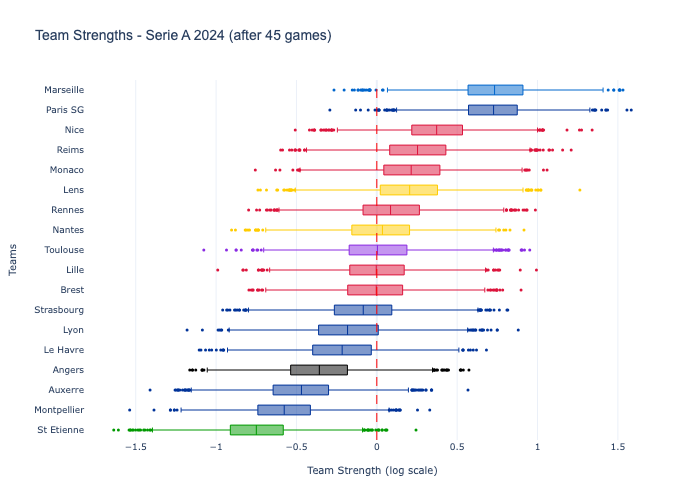 Team Strengths - Serie A 2024 (after 45 games)
Marseille
Paris SG
Nice
Reims
Monaco
Lens
Rennes
Nantes
Toulouse
Lille
Brest
Strasbourg
Lyon
Le Havre
Angers
Auxerre
Montpellier
St Etienne
Teams
−1.5 −1 −0.5 0 0.5 1 1.5
Team Strength (log scale)